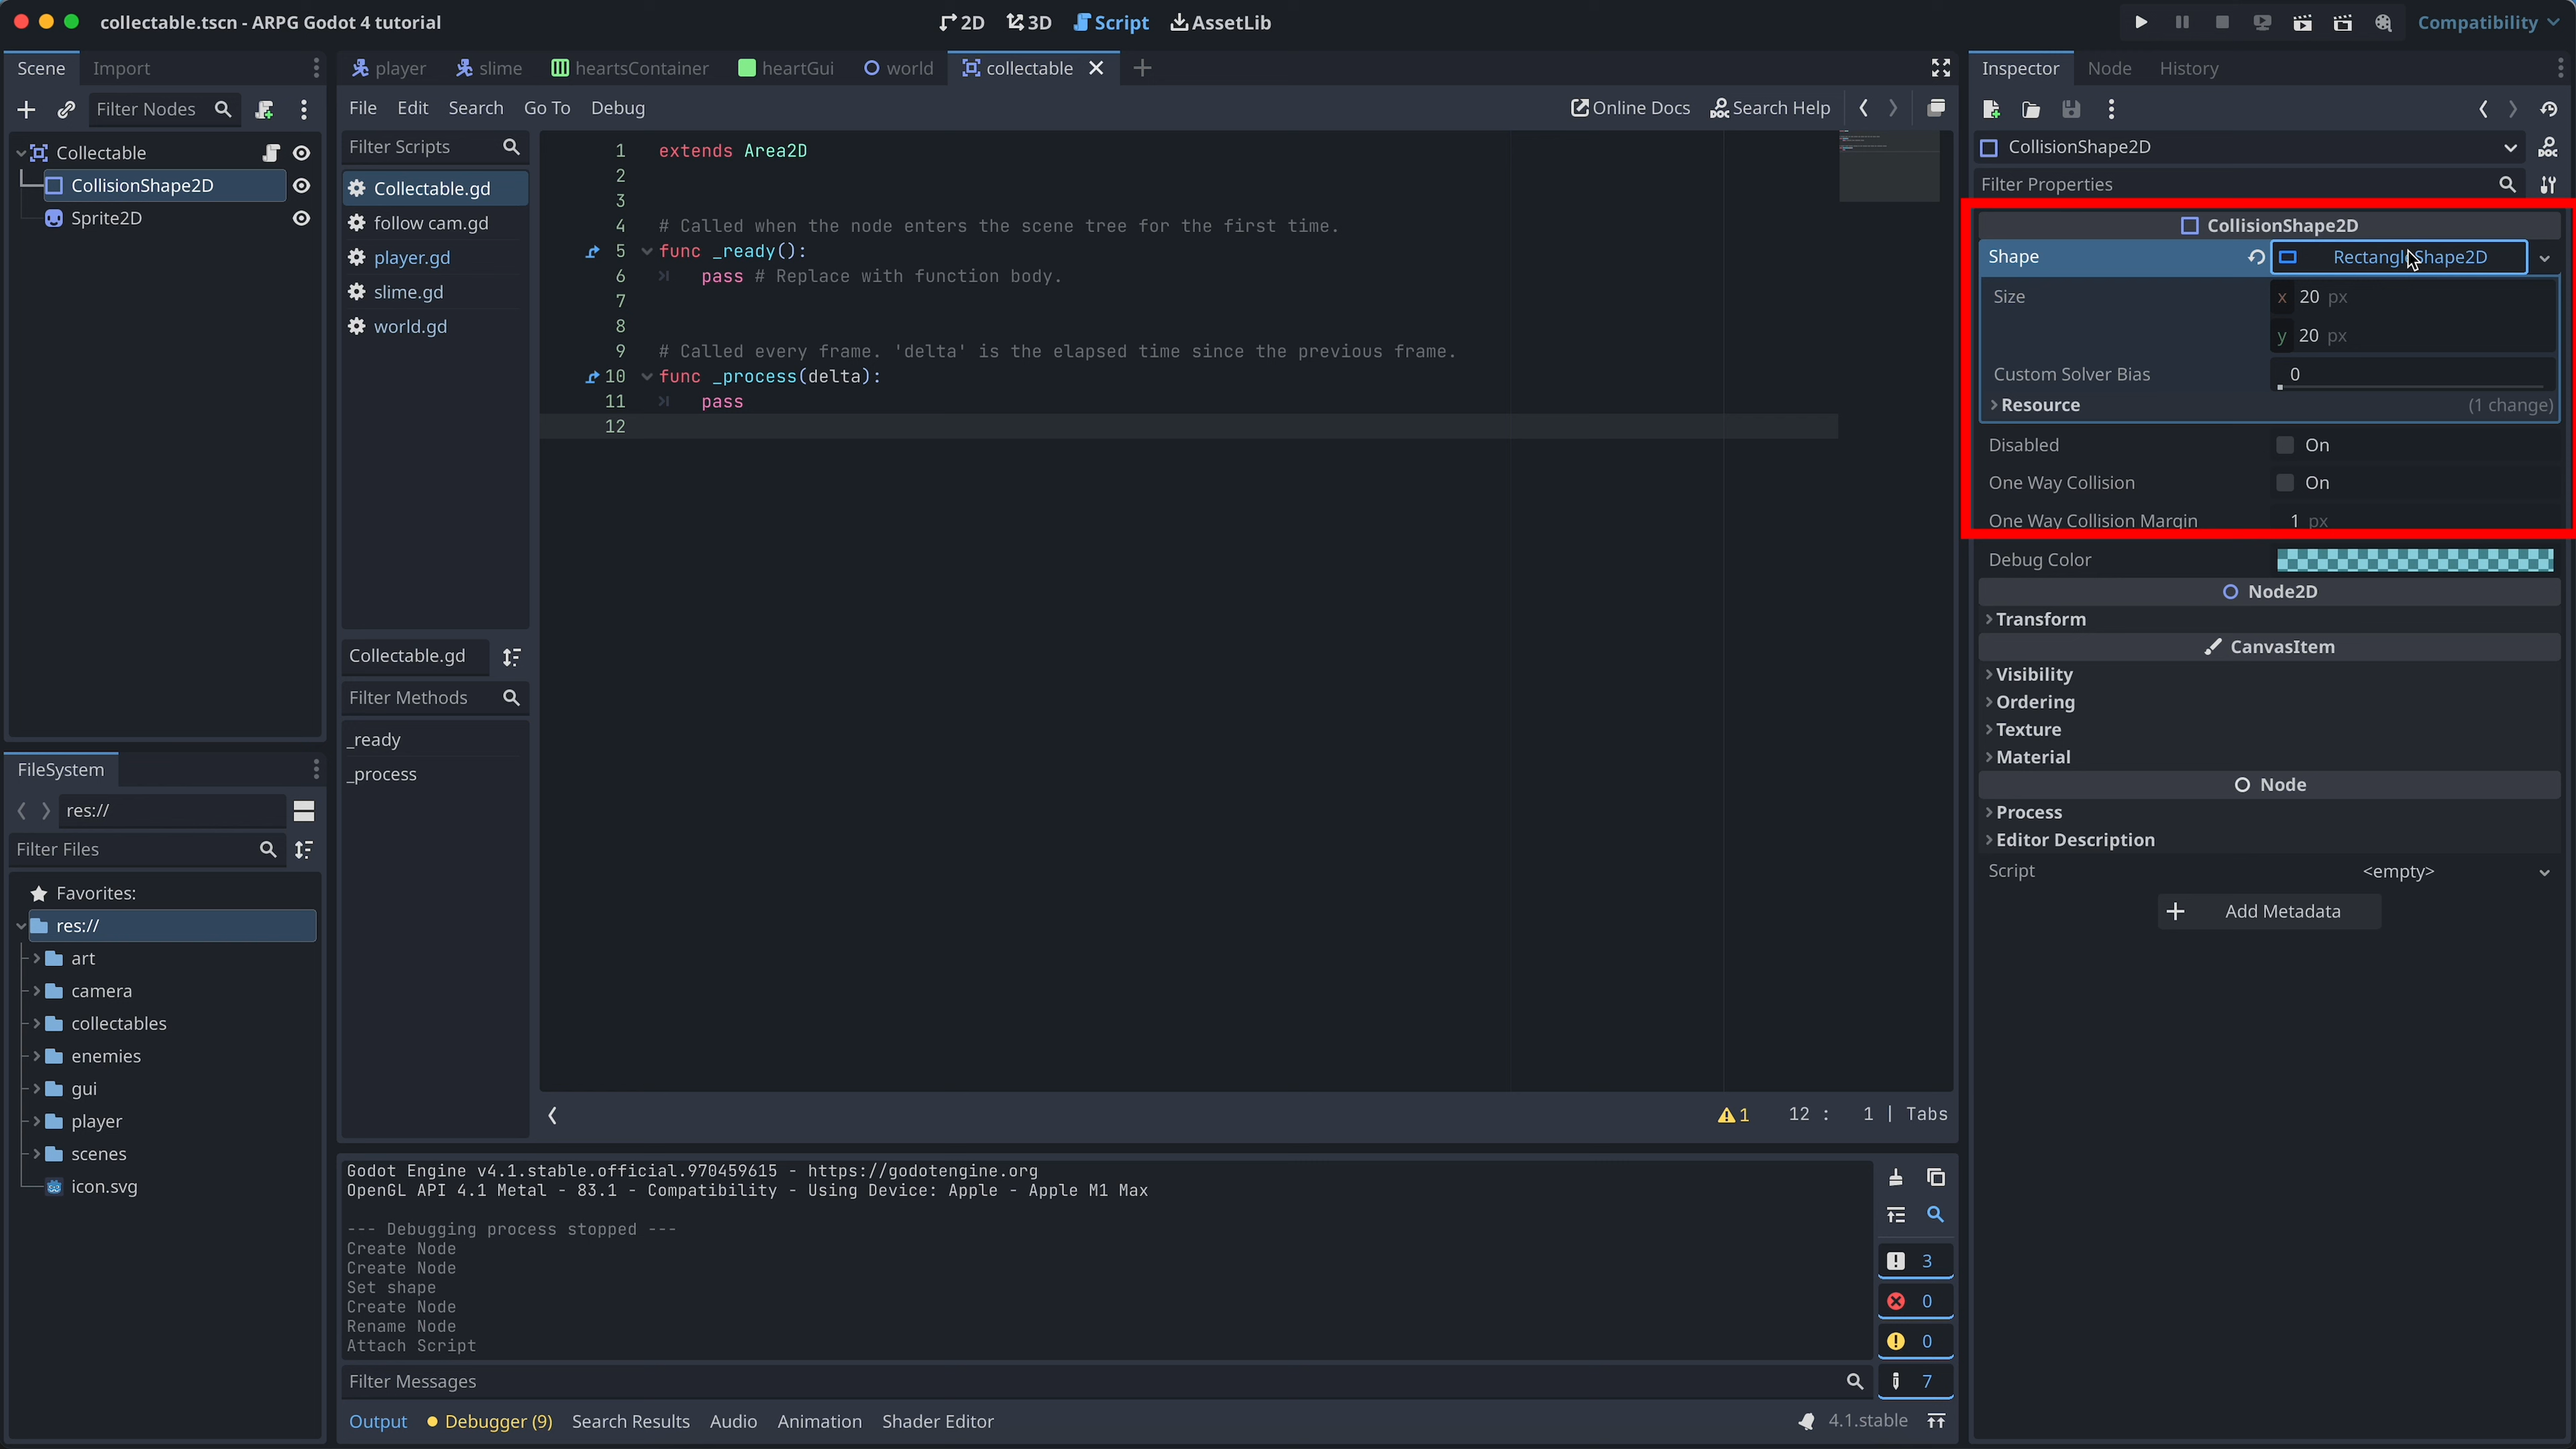 collectable.tscn - ARPG Godot 4 tutorial
2D 3D Script AssetLib
Compatibility
Scene Import
Filter Nodes
Collectable
CollisionShape2D
Sprite2D
FileSystem
res://
Filter Files
Favorites:
res://
art
camera
collectables
enemies
gui
player
scenes
icon.svg
player slime heartsContainer heartGui world collectable
File Edit Search Go To Debug
Online Docs Search Help
Filter Scripts
Collectable.gd
follow cam.gd
player.gd
slime.gd
world.gd
Collectable.gd
Filter Methods
_ready
_process
1 extends Area2D
2
3
4 # Called when the node enters the scene tree for the first time.
5 func _ready():
6 pass # Replace with function body.
7
8
9 # Called every frame. 'delta' is the elapsed time since the previous frame.
10 func _process(delta):
11 pass
12
1 12 : 1 | Tabs
Godot Engine v4.1.stable.official.970459615 - https://godotengine.org
OpenGL API 4.1 Metal - 83.1 - Compatibility - Using Device: Apple - Apple M1 Max
--- Debugging process stopped ---
Create Node
Create Node
Set shape
Create Node
Rename Node
Attach Script
3
0
0
7
Filter Messages
Output Debugger (9) Search Results Audio Animation Shader Editor
4.1.stable
Inspector Node History
CollisionShape2D
Filter Properties
CollisionShape2D
Shape RectangleShape2D
Size x 20 px
y 20 px
Custom Solver Bias 0
Resource (1 change)
Disabled On
One Way Collision On
One Way Collision Margin 1 px
Debug Color
Node2D
Transform
CanvasItem
Visibility
Ordering
Texture
Material
Node
Process
Editor Description
Script <empty>
Add Metadata